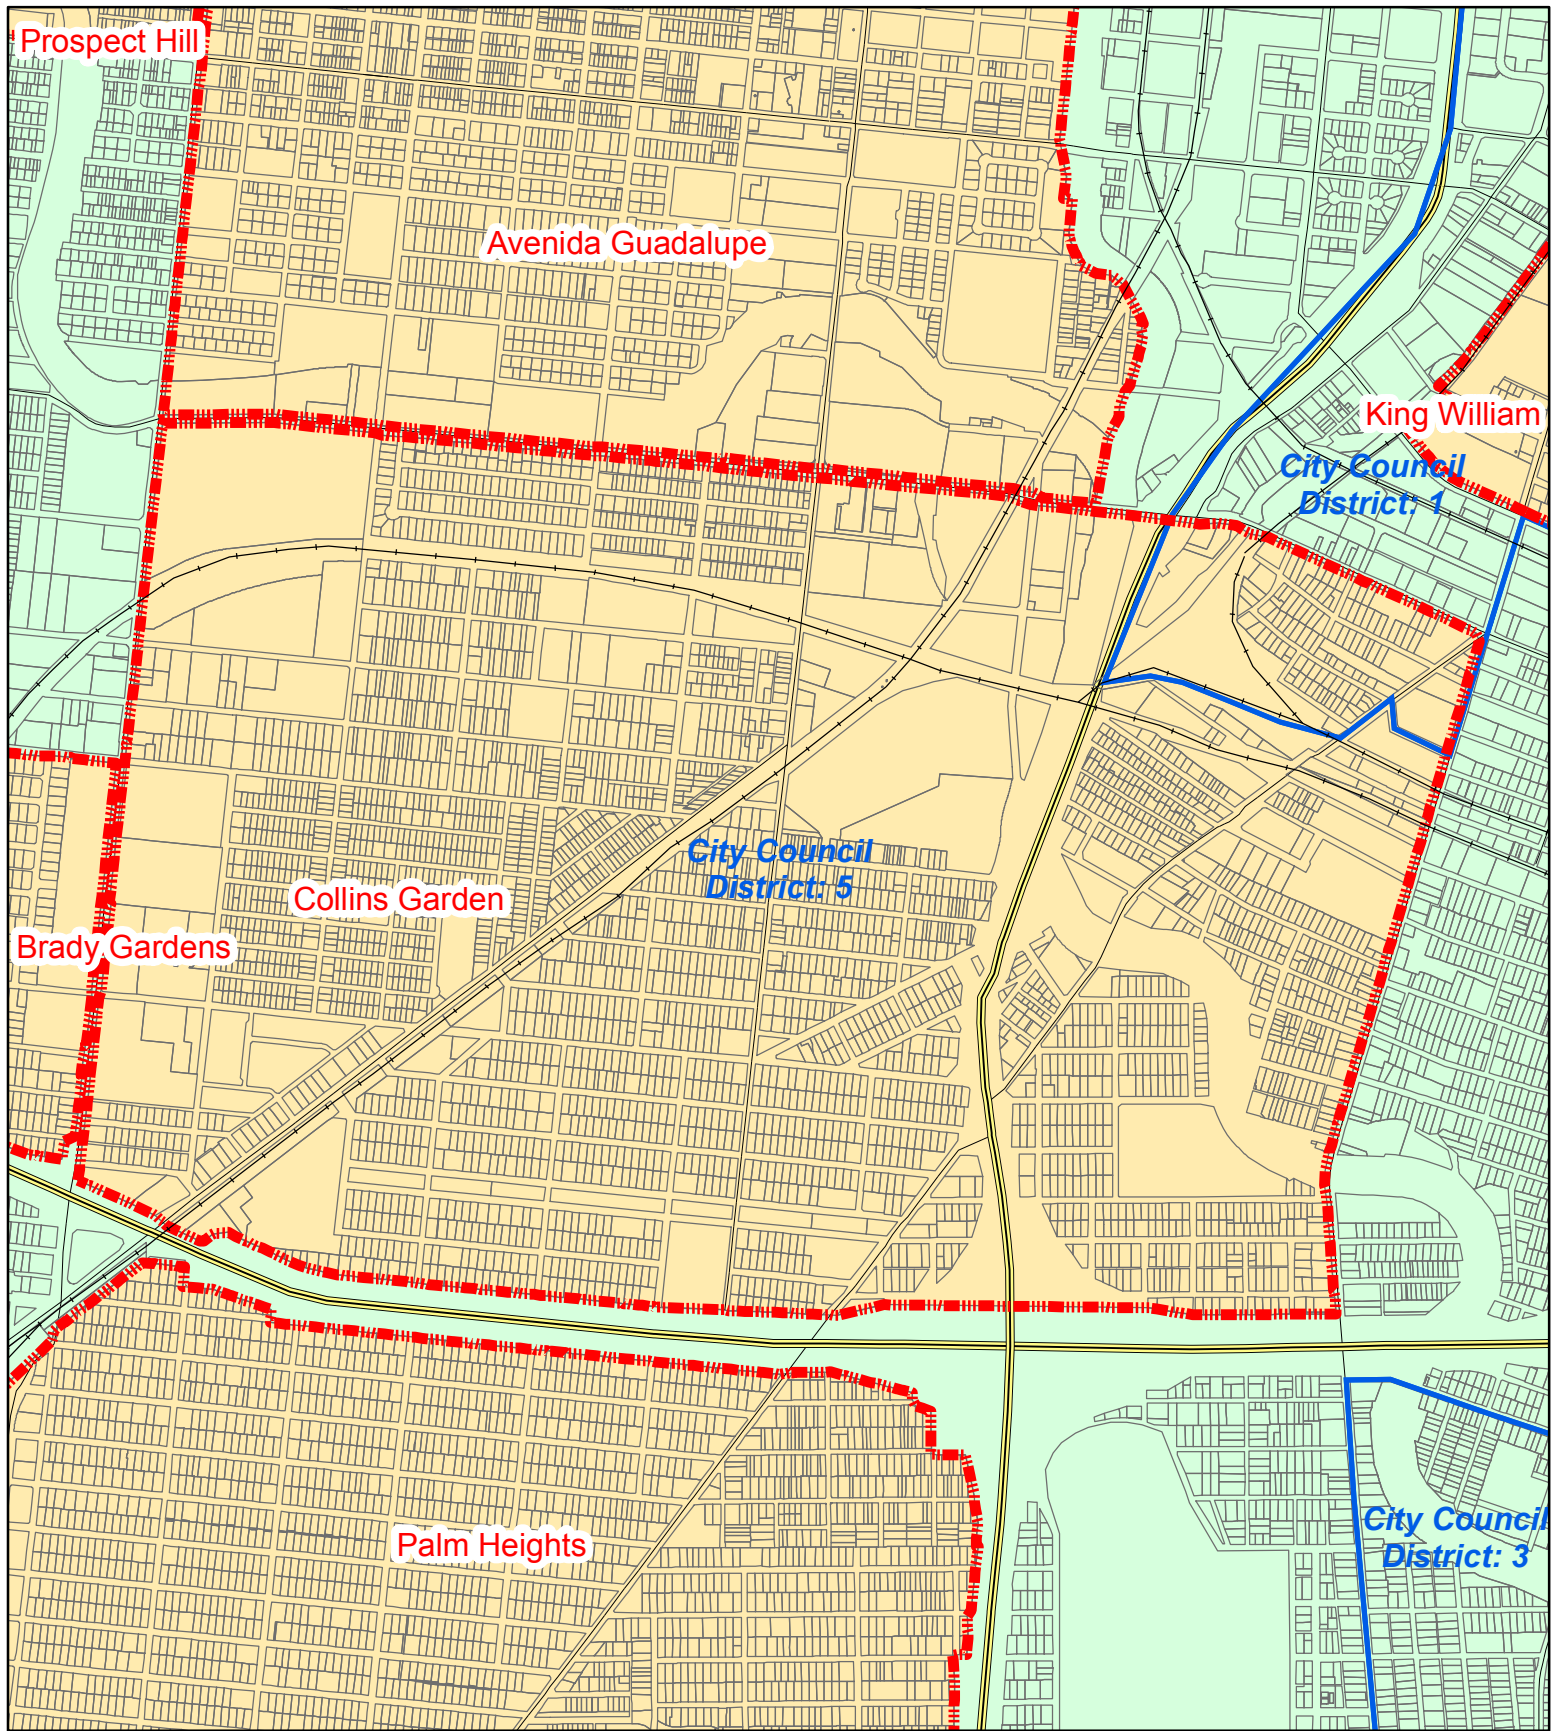 Prospect Hill
Avenida Guadalupe
King William
City Council
District: 1
City Council
District: 5
Collins Garden
Brady Gardens
City Council
District: 3
Palm Heights